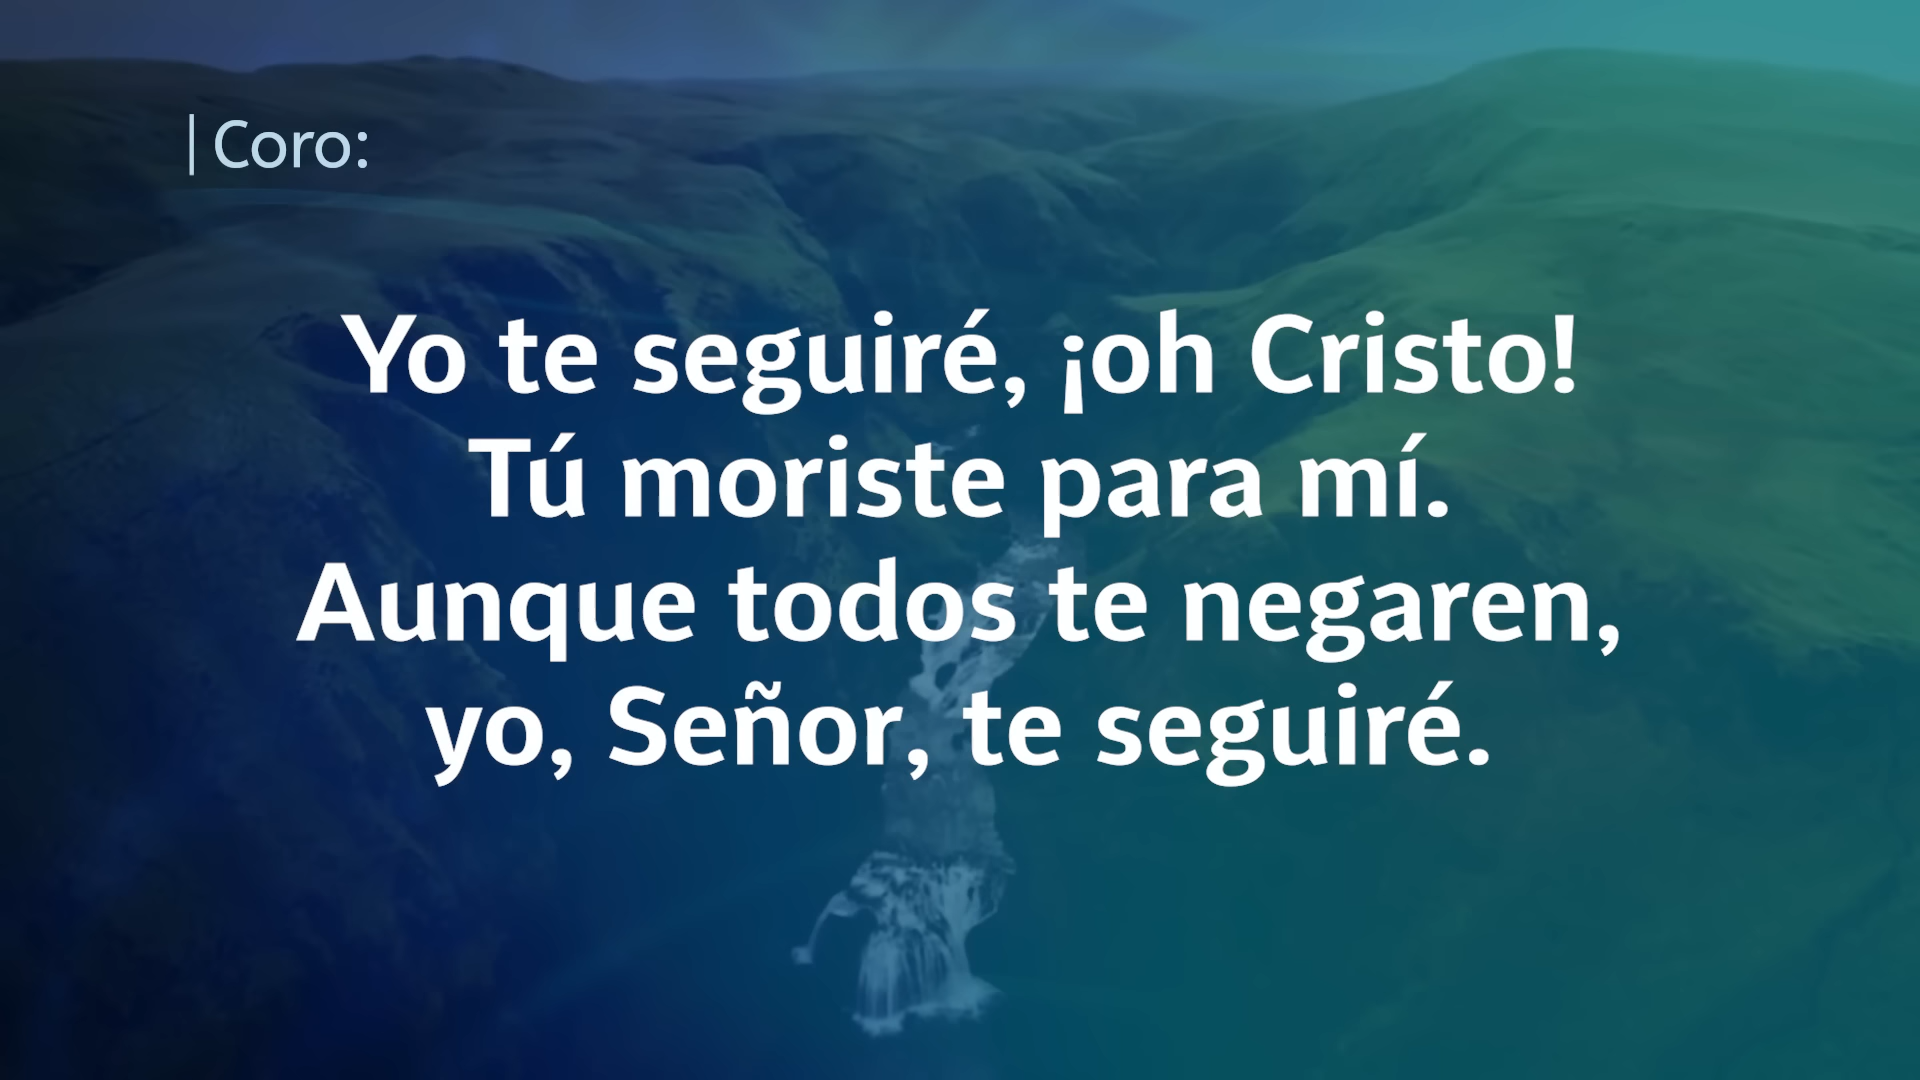 Coro:
Yo te seguiré, ¡oh Cristo!
Tú moriste para mí.
Aunque todos te negaren,
yo, Señor, te seguiré.